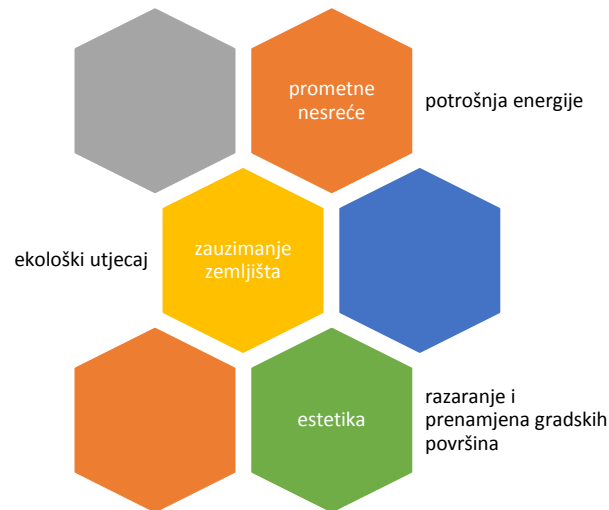 prometne
nesreće
potrošnja energije
ekološki utjecaj
zauzimanje
zemljišta
estetika
razaranje i
prenamjena gradskih
površina